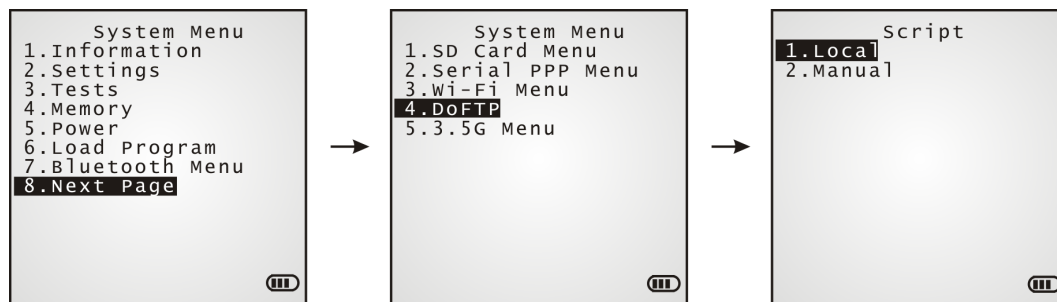 System Menu
1.Information
2.Settings
3.Tests
4.Memory
5.Power
6.Load Program
7.Bluetooth Menu
8.Next Page
System Menu
1.SD Card Menu
2.Serial PPP Menu
3.Wi-Fi Menu
4.DoFTP
5.3.5G Menu
Script
1.Local
2.Manual